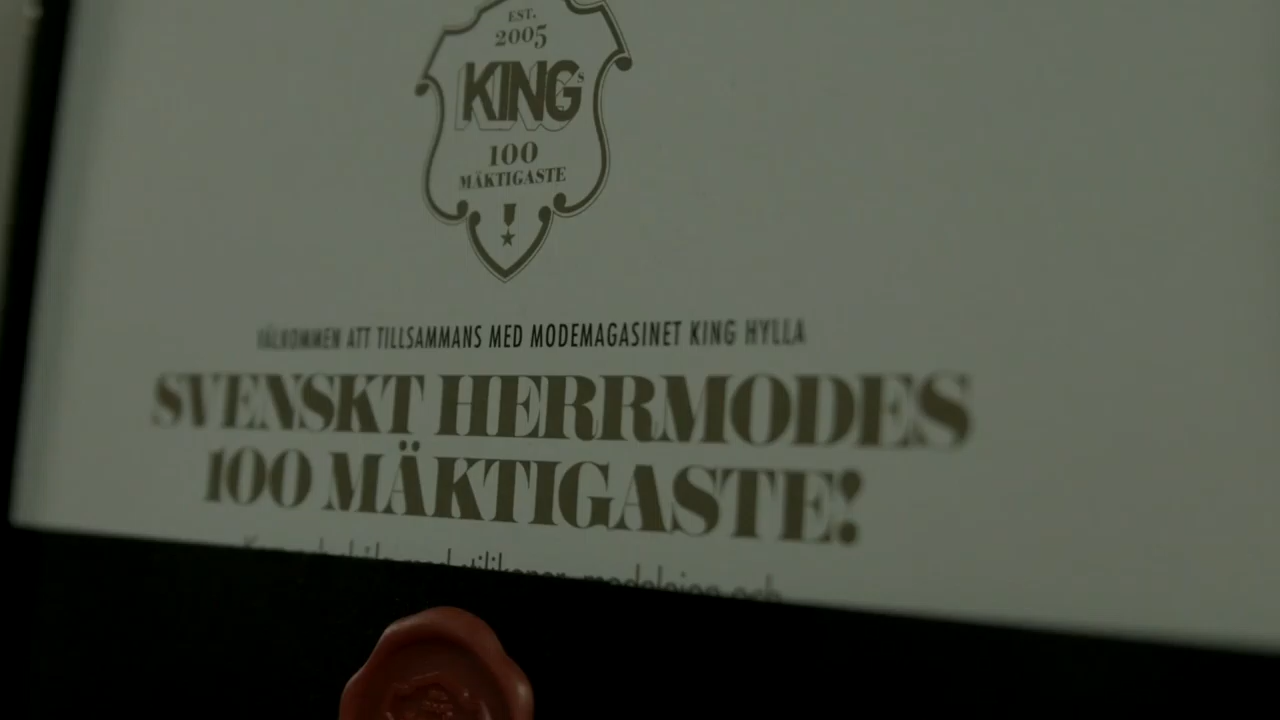 EST.
2005
KINGs
100
MÄKTIGASTE
VÄLKOMMEN ATT TILLSAMMANS MED MODEMAGASINET KING HYLLA
SVENSKT HERRMODES
100 MÄKTIGASTE!